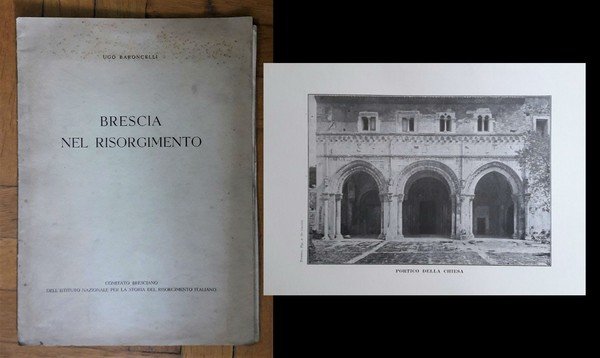 UGO BARONCELLI
BRESCIA
NEL RISORGIMENTO
COMITATO BRESCIANO
DELL'ISTITUTO NAZIONALE PER LA STORIA DEL RISORGIMENTO ITALIANO
PORTICO DELLA CHIESA